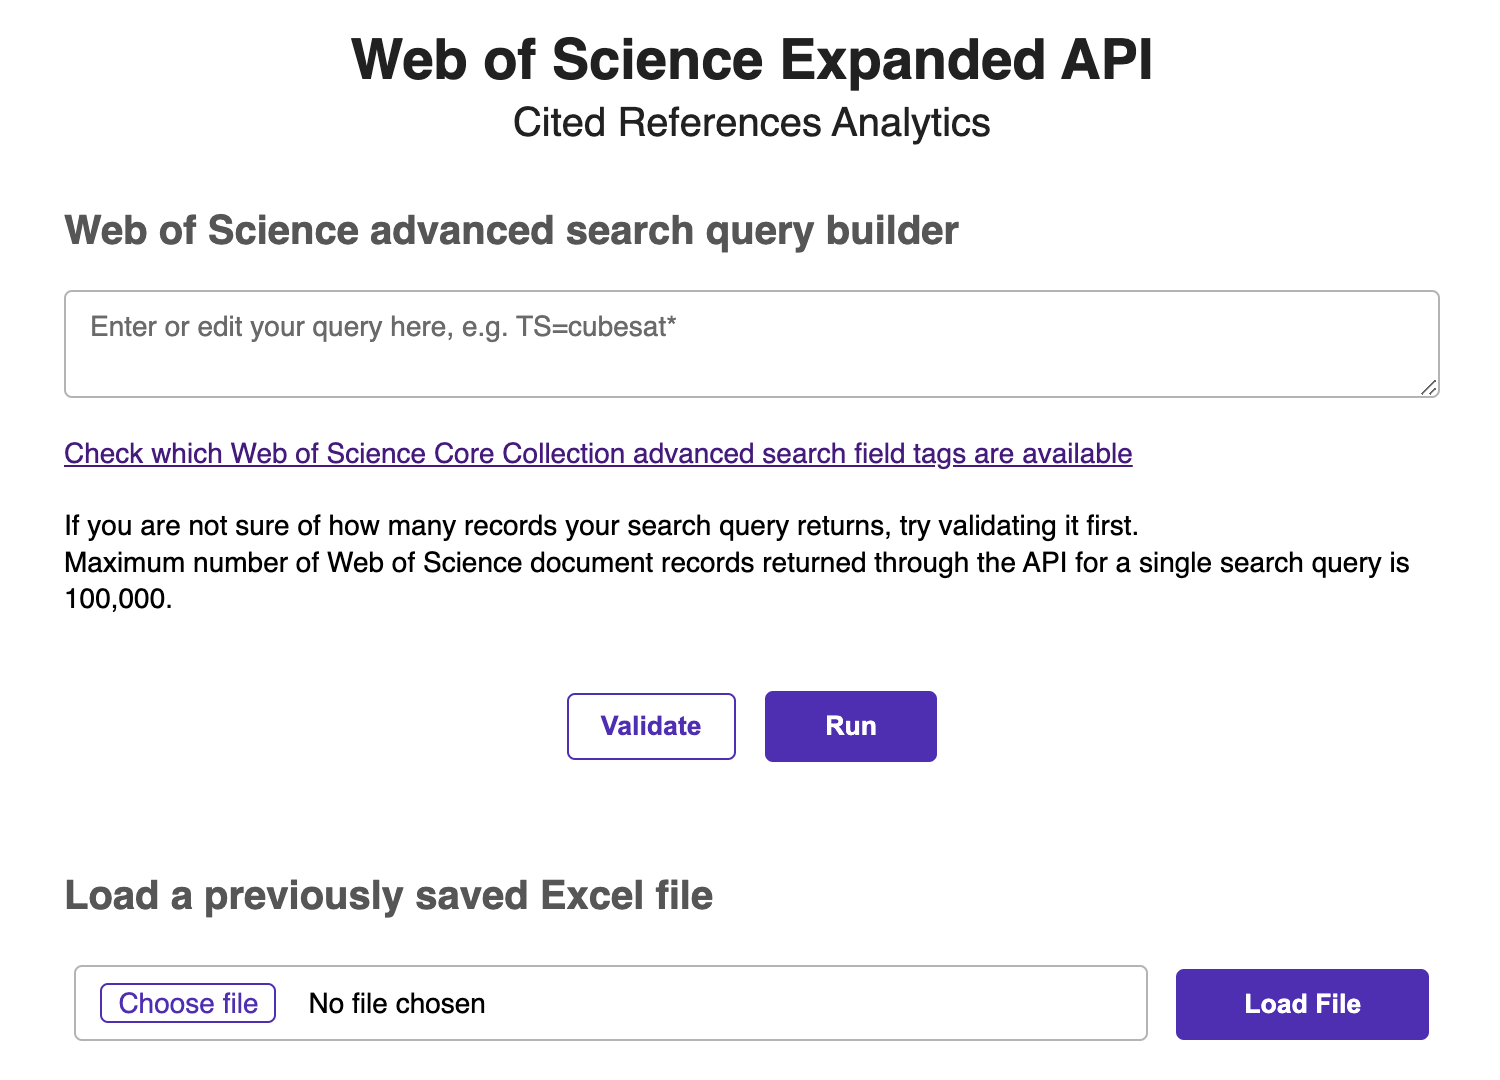 Web of Science Expanded API
Cited References Analytics
Web of Science advanced search query builder
Enter or edit your query here, e.g. TS=cubesat*
Check which Web of Science Core Collection advanced search field tags are available
If you are not sure of how many records your search query returns, try validating it first.
Maximum number of Web of Science document records returned through the API for a single search query is
100,000.
Validate
Run
Load a previously saved Excel file
Choose file
No file chosen
Load File